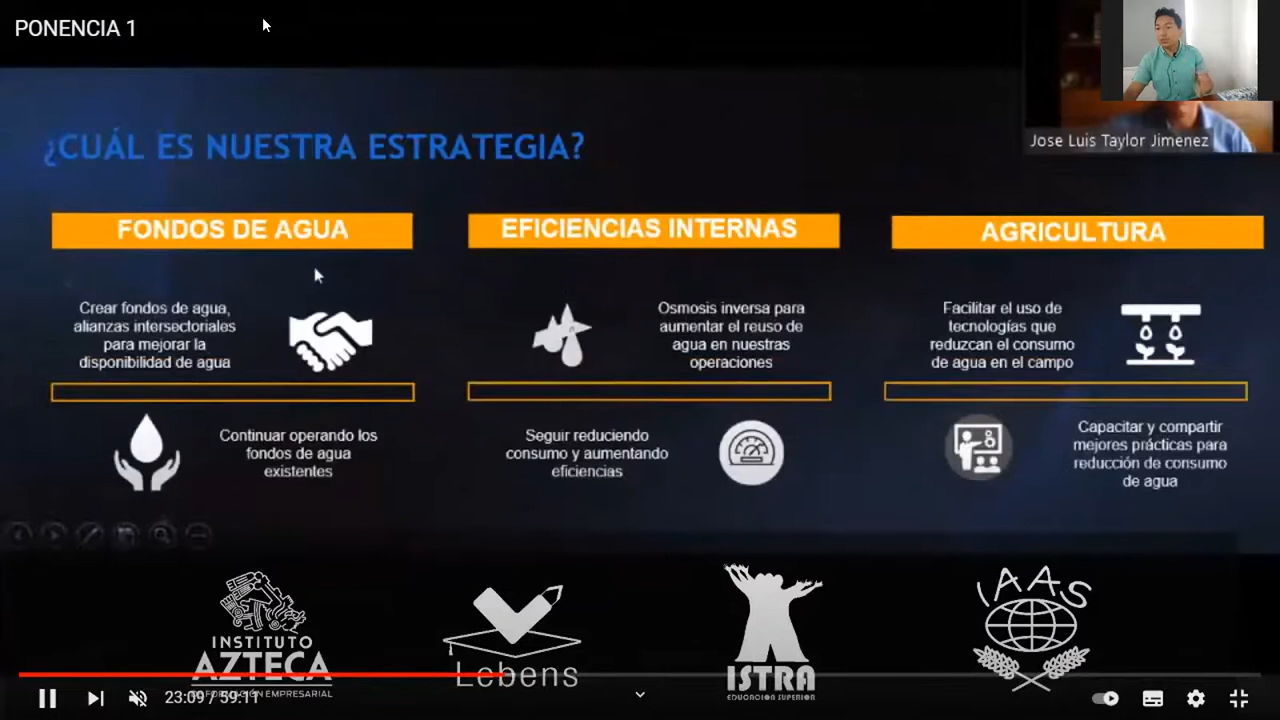 PONENCIA 1
Jose Luis Taylor Jimenez
¿CUÁL ES NUESTRA ESTRATEGIA?
FONDOS DE AGUA
Crear fondos de agua,
alianzas intersectoriales
para mejorar la
disponibilidad de agua
Continuar operando los
fondos de agua
existentes
EFICIENCIAS INTERNAS
Osmosis inversa para
aumentar el reuso de
agua en nuestras
operaciones
Seguir reduciendo
consumo y aumentando
eficiencias
AGRICULTURA
Facilitar el uso de
tecnologías que
reduzcan el consumo
de agua en el campo
Capacitar y compartir
mejores prácticas para
reducción de consumo
de agua
INSTITUTO
AZTECA
DE FORMACIÓN EMPRESARIAL
Lebens
ISTRA
EDUCACION SUPERIOR
IAAS
23:09 / 59:11